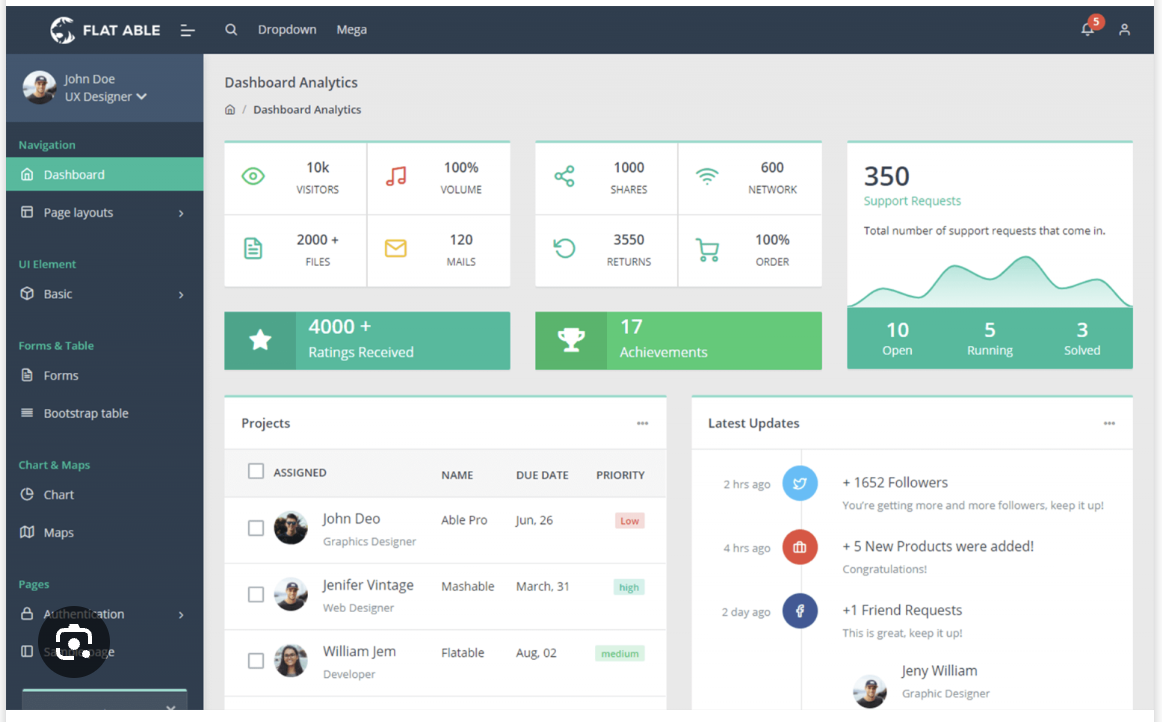 FLAT ABLE
Dropdown Mega
5
John Doe
UX Designer
Navigation
Dashboard
Page layouts
UI Element
Basic
Forms & Table
Forms
Bootstrap table
Chart & Maps
Chart
Maps
Pages
Authentication
Sample page
Dashboard Analytics
/ Dashboard Analytics
10k
VISITORS
100%
VOLUME
2000 +
FILES
120
MAILS
1000
SHARES
600
NETWORK
3550
RETURNS
100%
ORDER
350
Support Requests
Total number of support requests that come in.
10
Open
5
Running
3
Solved
4000 +
Ratings Received
17
Achievements
Projects
ASSIGNED NAME DUE DATE PRIORITY
John Deo Able Pro Jun, 26 Low
Graphics Designer
Jenifer Vintage Mashable March, 31 high
Web Designer
William Jem Flatable Aug, 02 medium
Developer
Latest Updates
2 hrs ago + 1652 Followers
You're getting more and more followers, keep it up!
4 hrs ago + 5 New Products were added!
Congratulations!
2 day ago +1 Friend Requests
This is great, keep it up!
Jeny William
Graphic Designer